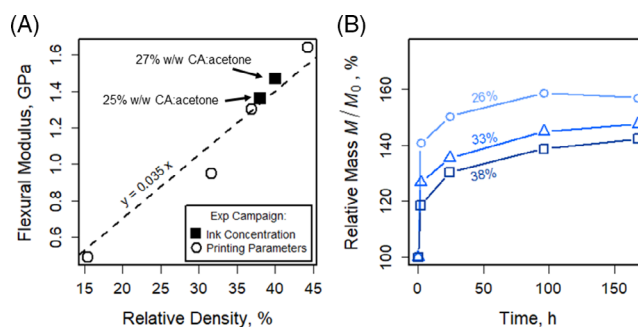 (A)
Flexural Modulus, GPa
1.6
1.4
1.2
1.0
0.8
0.6
27% w/w CA:acetone
25% w/w CA:acetone
y = 0.035 x
Exp Campaign:
Ink Concentration
Printing Parameters
15 20 25 30 35 40 45
Relative Density, %
(B)
Relative Mass M / M0 , %
160
140
120
100
26%
33%
38%
0 50 100 150
Time, h